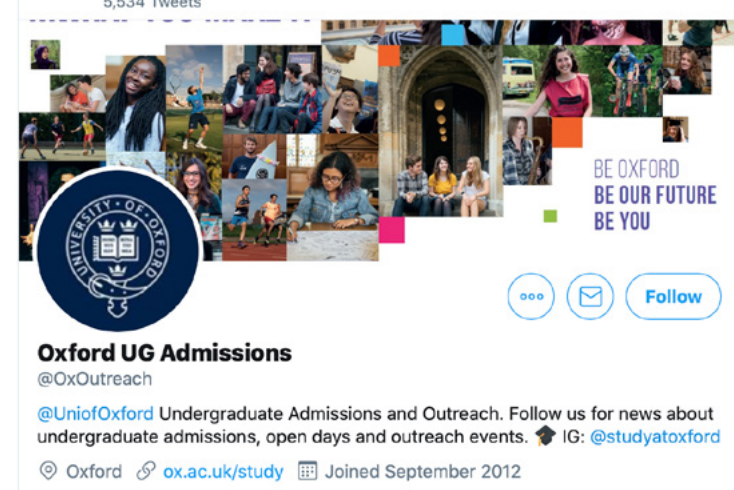 5,534 Tweets
BE OXFORD
BE OUR FUTURE
BE YOU
UNIVERSITY·OF·OXFORD
Follow
Oxford UG Admissions
@OxOutreach
@UniofOxford Undergraduate Admissions and Outreach. Follow us for news about
undergraduate admissions, open days and outreach events. 🎓 IG: @studyatoxford
Oxford ox.ac.uk/study Joined September 2012